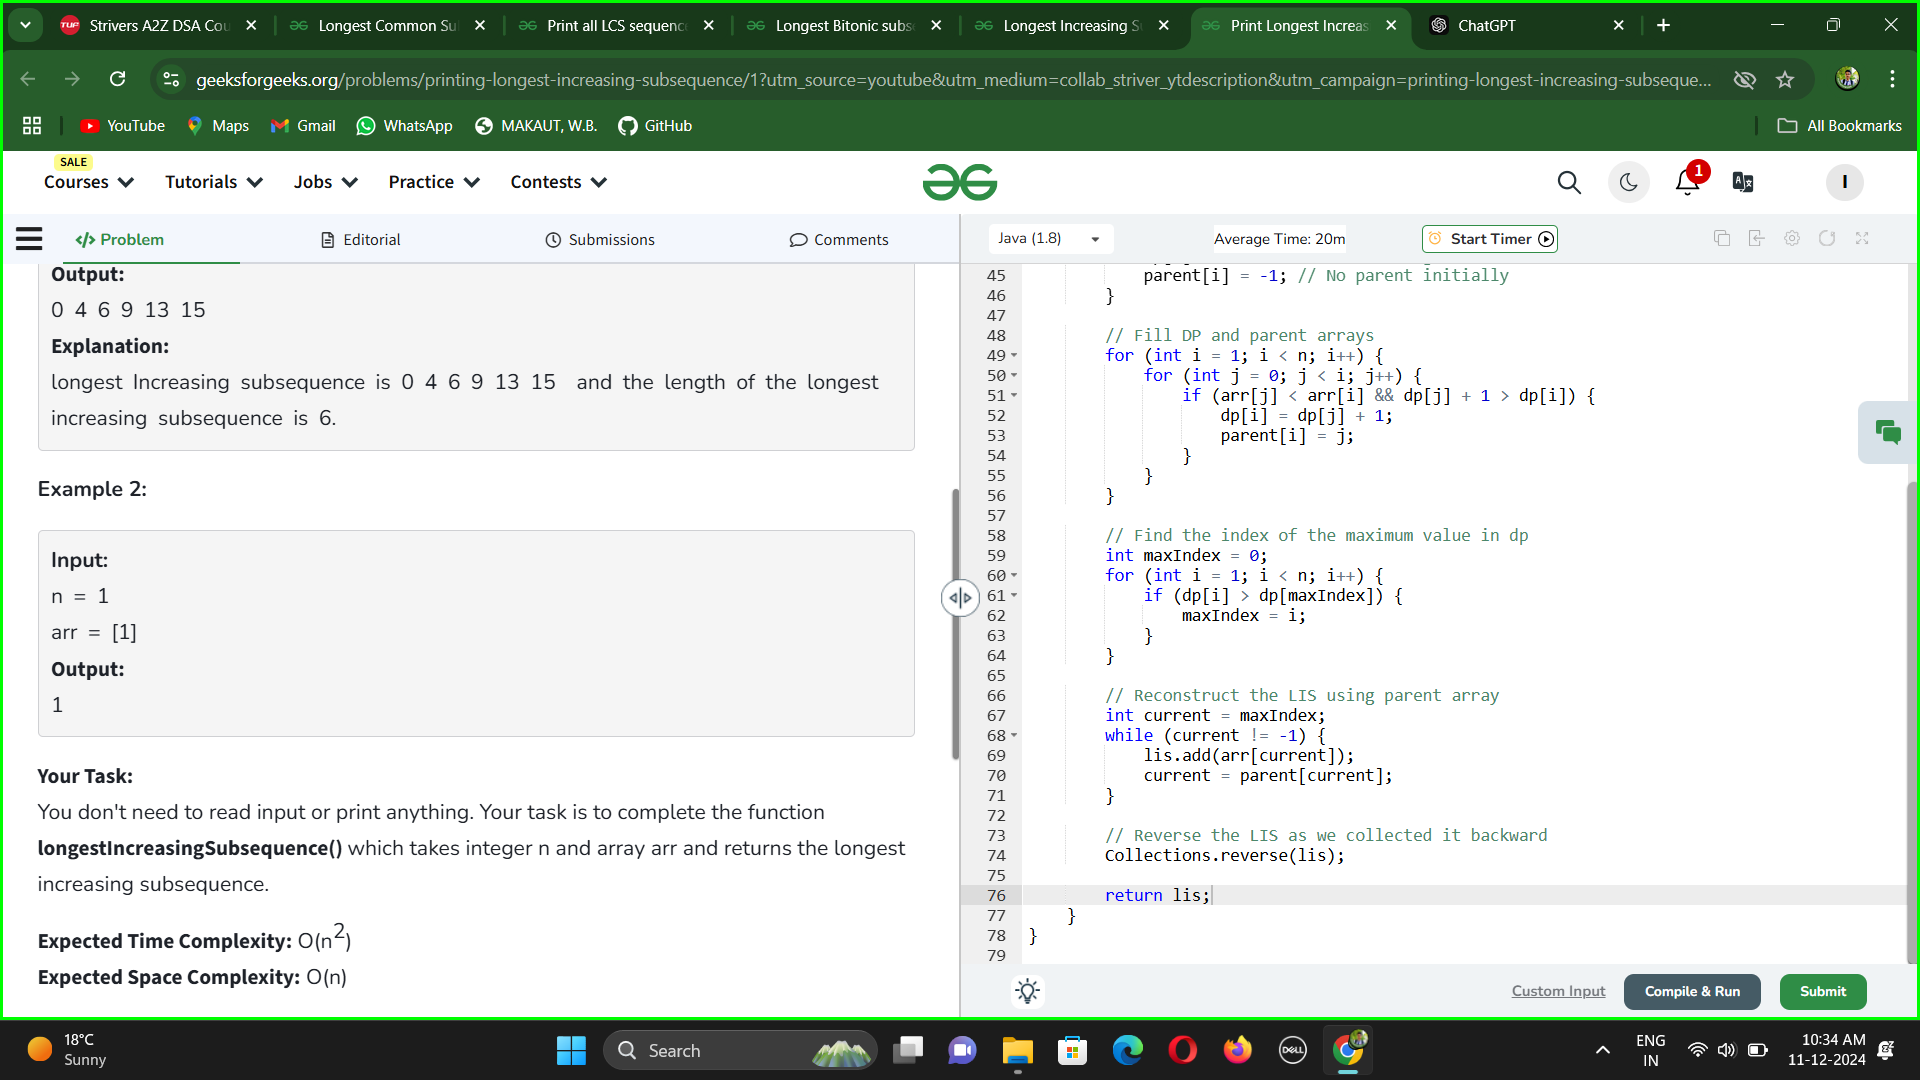 Strivers A2Z DSA Cou
Longest Common Su
Print all LCS sequenc
Longest Bitonic subs
Longest Increasing S
Print Longest Increas
ChatGPT
geeksforgeeks.org/problems/printing-longest-increasing-subsequence/1?utm_source=youtube&utm_medium=collab_striver_ytdescription&utm_campaign=printing-longest-increasing-subseque...
YouTube
Maps
Gmail
WhatsApp
MAKAUT, W.B.
GitHub
All Bookmarks
SALE
Courses
Tutorials
Jobs
Practice
Contests
1
I
Problem
Editorial
Submissions
Comments
Java (1.8)
Average Time: 20m
Start Timer
Output:
0 4 6 9 13 15
Explanation:
longest Increasing subsequence is 0 4 6 9 13 15 and the length of the longest
increasing subsequence is 6.
Example 2:
Input:
n = 1
arr = [1]
Output:
1
Your Task:
You don't need to read input or print anything. Your task is to complete the function
longestIncreasingSubsequence() which takes integer n and array arr and returns the longest
increasing subsequence.
Expected Time Complexity: O(n2)
Expected Space Complexity: O(n)
45 parent[i] = -1; // No parent initially
46 }
47
48 // Fill DP and parent arrays
49 for (int i = 1; i < n; i++) {
50 for (int j = 0; j < i; j++) {
51 if (arr[j] < arr[i] && dp[j] + 1 > dp[i]) {
52 dp[i] = dp[j] + 1;
53 parent[i] = j;
54 }
55 }
56 }
57
58 // Find the index of the maximum value in dp
59 int maxIndex = 0;
60 for (int i = 1; i < n; i++) {
61 if (dp[i] > dp[maxIndex]) {
62 maxIndex = i;
63 }
64 }
65
66 // Reconstruct the LIS using parent array
67 int current = maxIndex;
68 while (current != -1) {
69 lis.add(arr[current]);
70 current = parent[current];
71 }
72
73 // Reverse the LIS as we collected it backward
74 Collections.reverse(lis);
75
76 return lis;
77 }
78 }
79
Custom Input
Compile & Run
Submit
18°C
Sunny
Search
DELL
ENG
IN
10:34 AM
11-12-2024